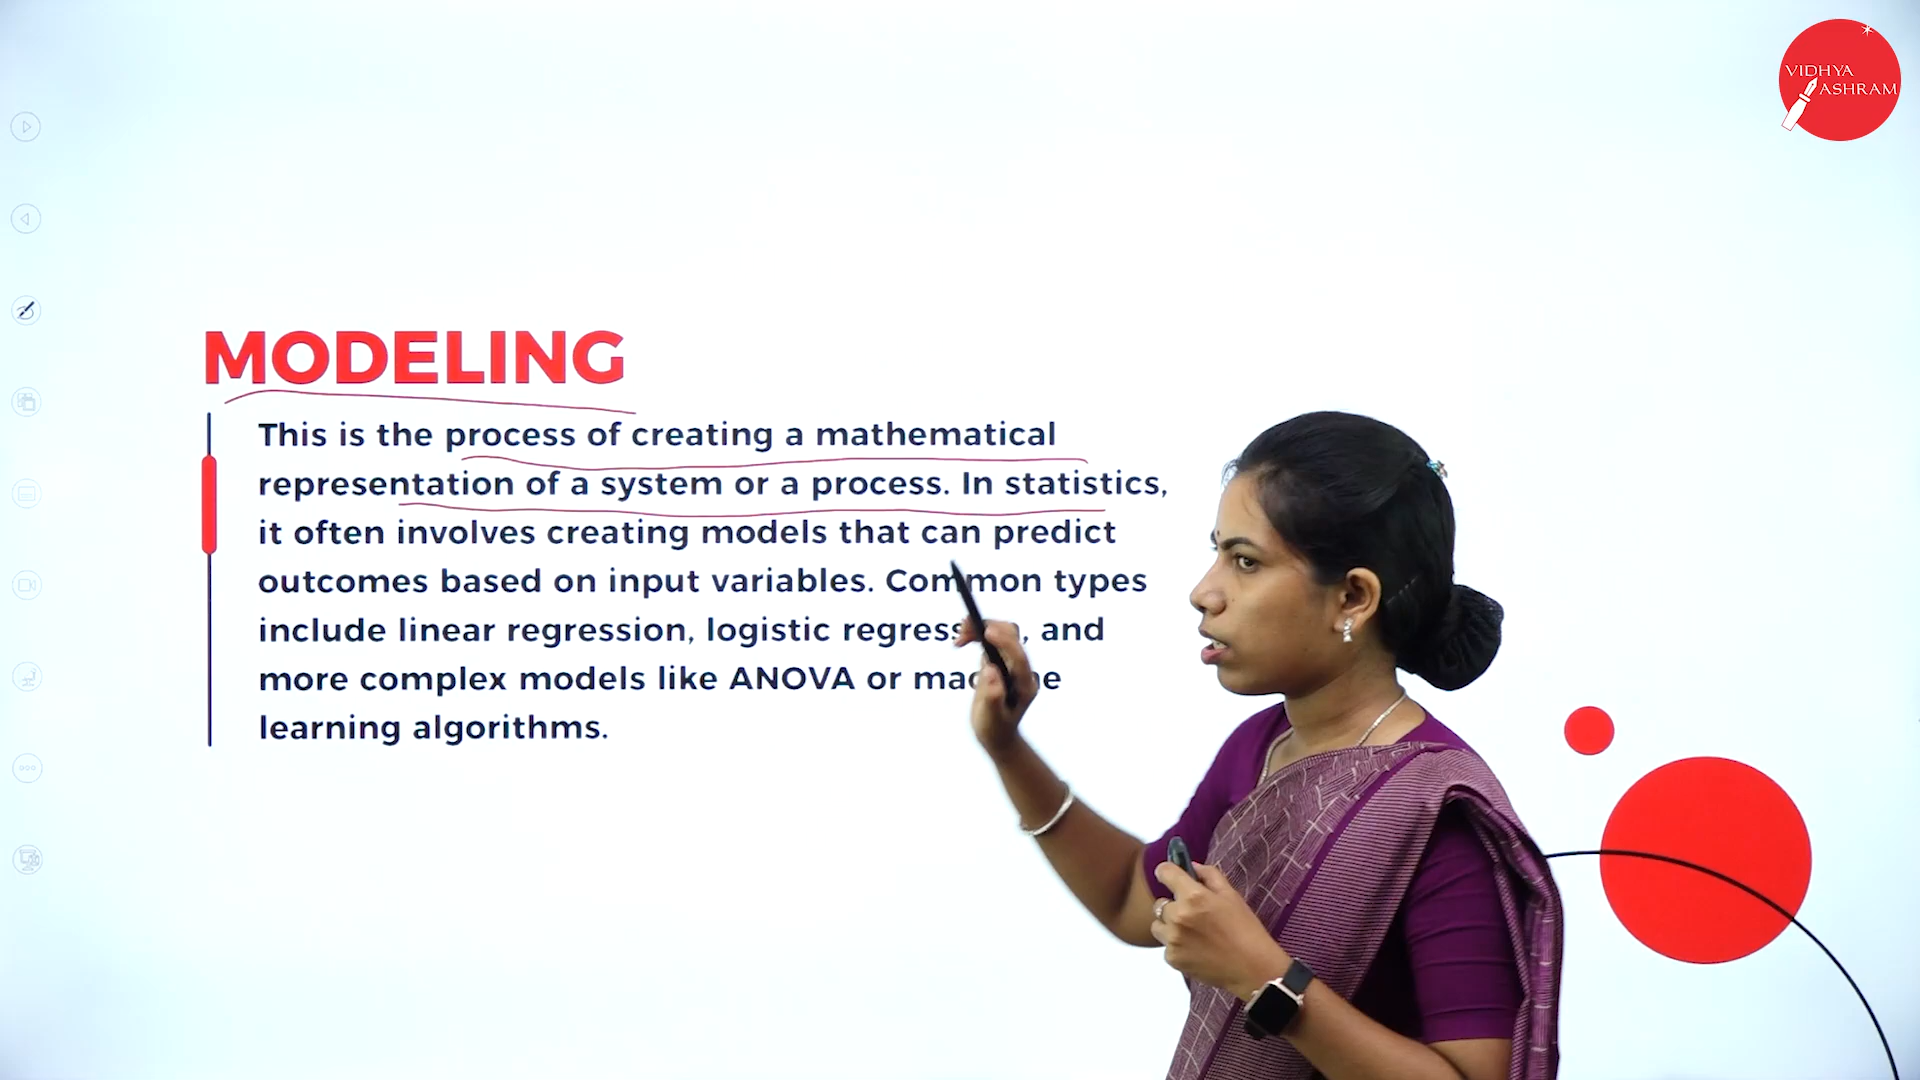 VIDHYA
ASHRAM
MODELING
This is the process of creating a mathematical
representation of a system or a process. In statistics,
it often involves creating models that can predict
outcomes based on input variables. Common types
include linear regression, logistic and
more complex models like ANOVA or
learning algorithms.